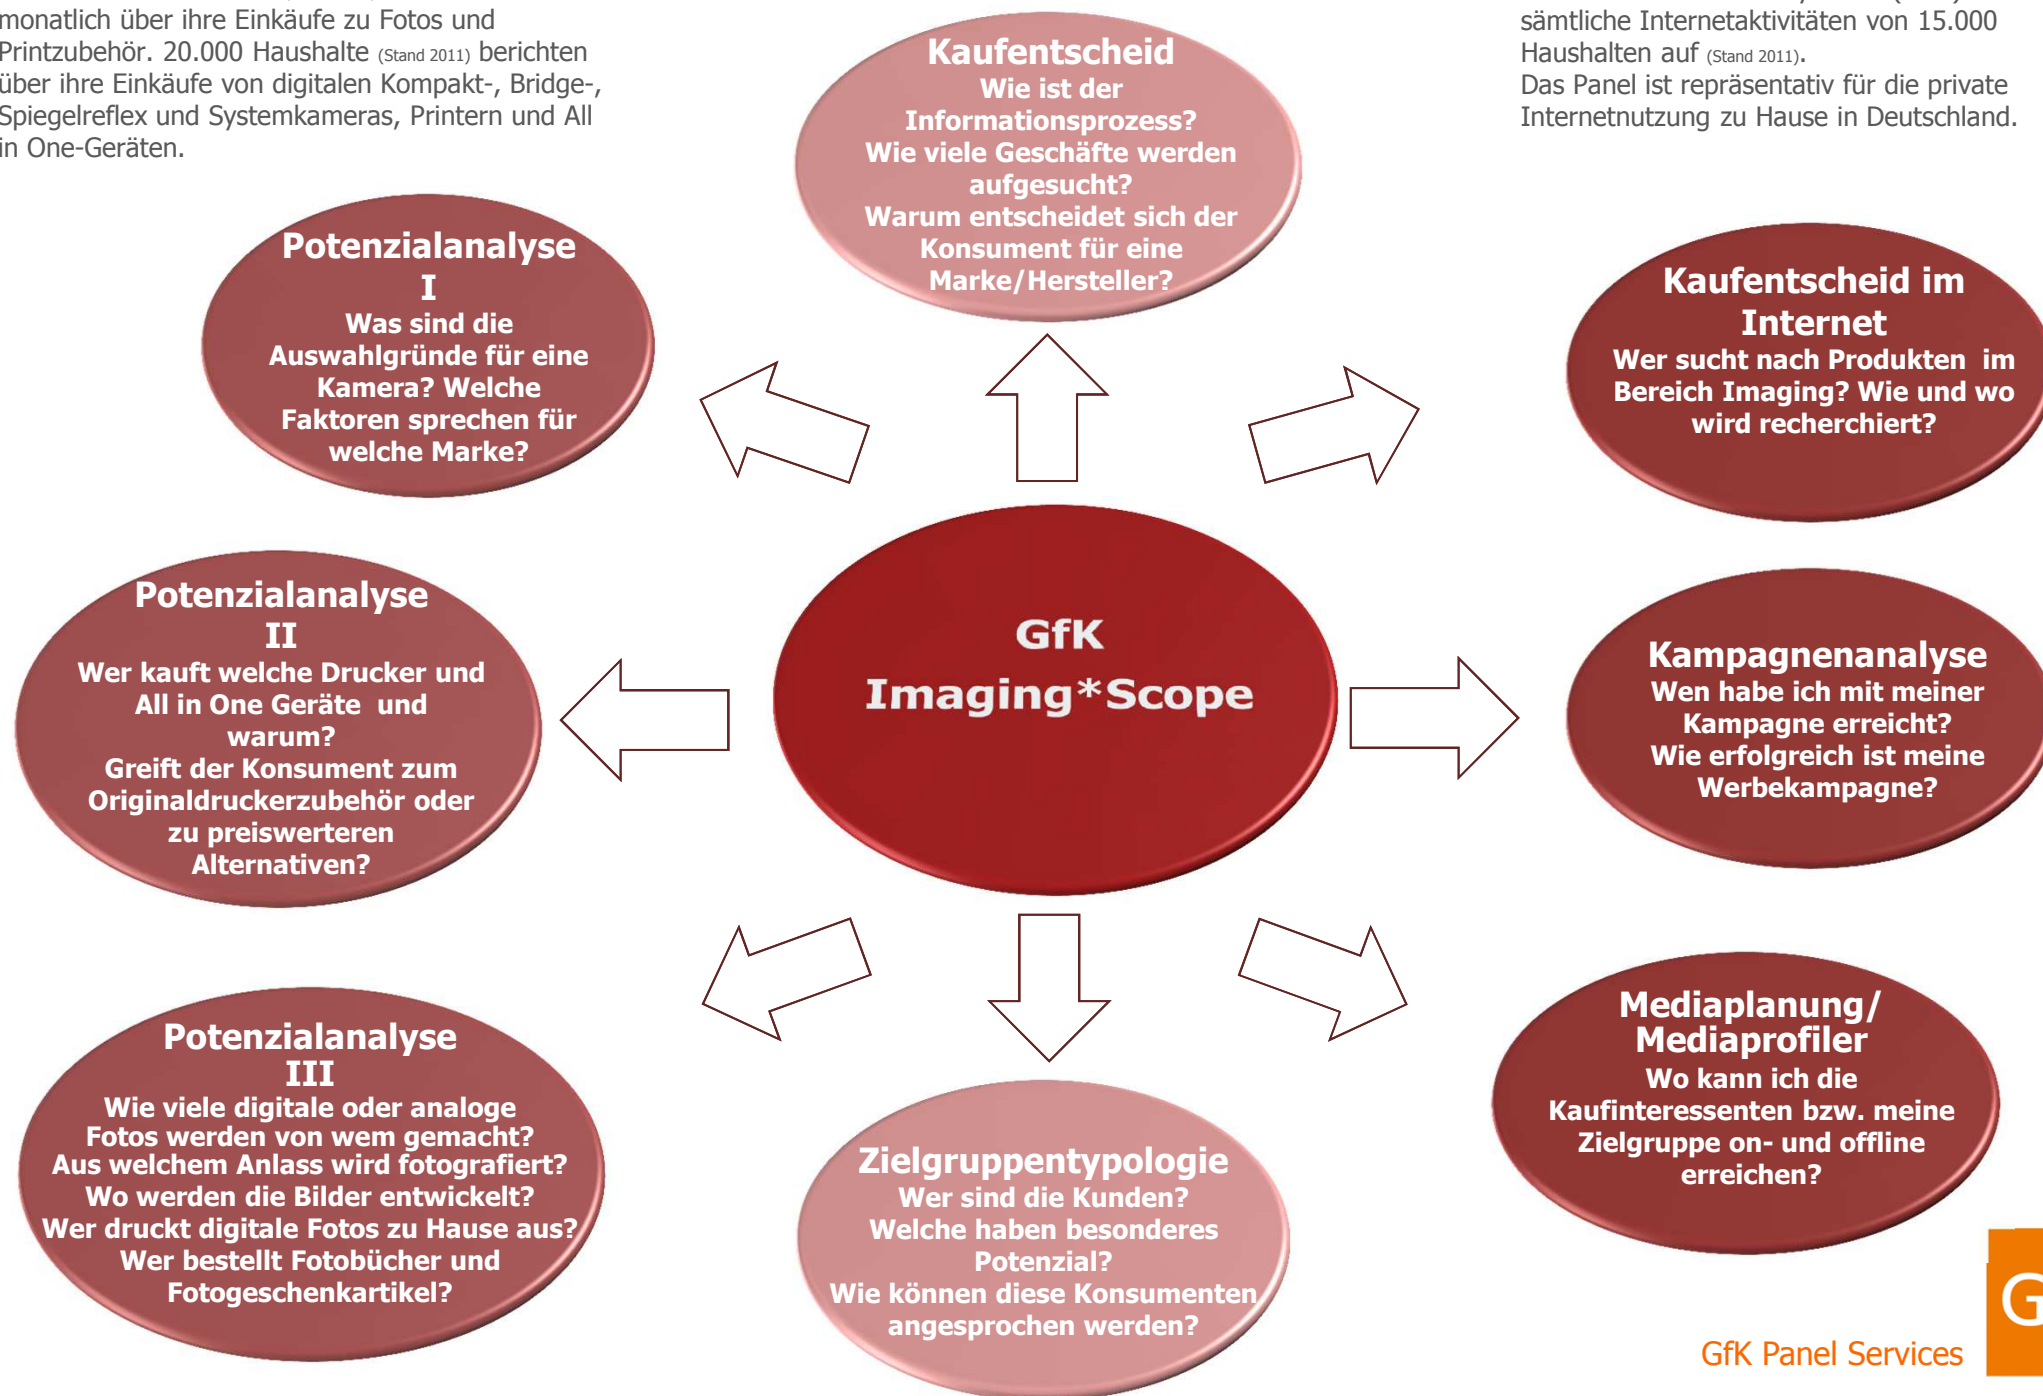 monatlich über ihre Einkäufe zu Fotos und
Printzubehör. 20.000 Haushalte (Stand 2011) berichten
über ihre Einkäufe von digitalen Kompakt-, Bridge-,
Spiegelreflex und Systemkameras, Printern und All
in One-Geräten.
sämtliche Internetaktivitäten von 15.000
Haushalten auf (Stand 2011).
Das Panel ist repräsentativ für die private
Internetnutzung zu Hause in Deutschland.
Kaufentscheid
Wie ist der
Informationsprozess?
Wie viele Geschäfte werden
aufgesucht?
Warum entscheidet sich der
Konsument für eine
Marke/Hersteller?
Potenzialanalyse
I
Was sind die
Auswahlgründe für eine
Kamera? Welche
Faktoren sprechen für
welche Marke?
Kaufentscheid im
Internet
Wer sucht nach Produkten im
Bereich Imaging? Wie und wo
wird recherchiert?
Potenzialanalyse
II
Wer kauft welche Drucker und
All in One Geräte und
warum?
Greift der Konsument zum
Originaldruckerzubehör oder
zu preiswerteren
Alternativen?
GfK
Imaging*Scope
Kampagnenanalyse
Wen habe ich mit meiner
Kampagne erreicht?
Wie erfolgreich ist meine
Werbekampagne?
Potenzialanalyse
III
Wie viele digitale oder analoge
Fotos werden von wem gemacht?
Aus welchem Anlass wird fotografiert?
Wo werden die Bilder entwickelt?
Wer druckt digitale Fotos zu Hause aus?
Wer bestellt Fotobücher und
Fotogeschenkartikel?
Zielgruppentypologie
Wer sind die Kunden?
Welche haben besonderes
Potenzial?
Wie können diese Konsumenten
angesprochen werden?
Mediaplanung/
Mediaprofiler
Wo kann ich die
Kaufinteressenten bzw. meine
Zielgruppe on- und offline
erreichen?
G
GfK Panel Services